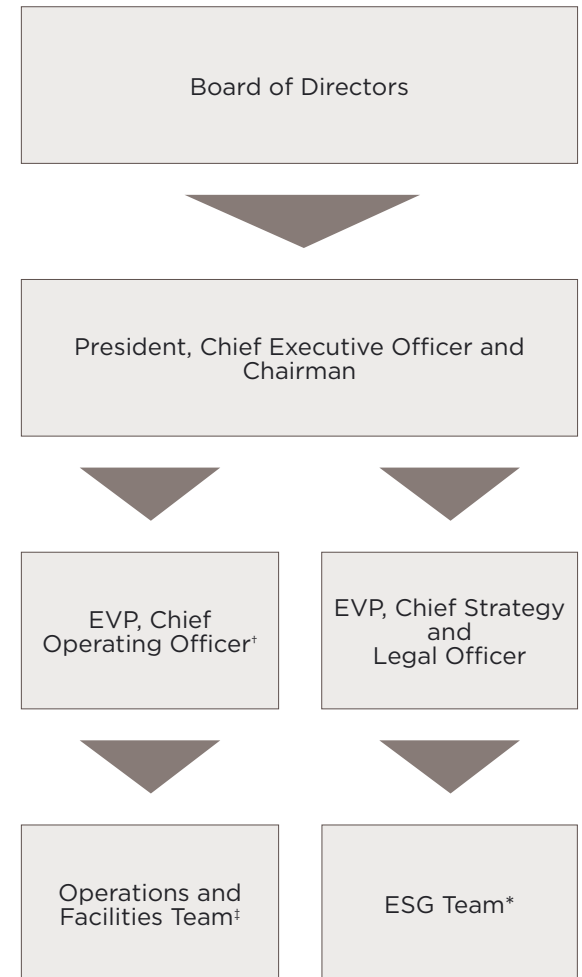 Board of Directors
President, Chief Executive Officer and
Chairman
EVP, Chief
Operating Officer†
EVP, Chief Strategy
and
Legal Officer
Operations and
Facilities Team‡
ESG Team*